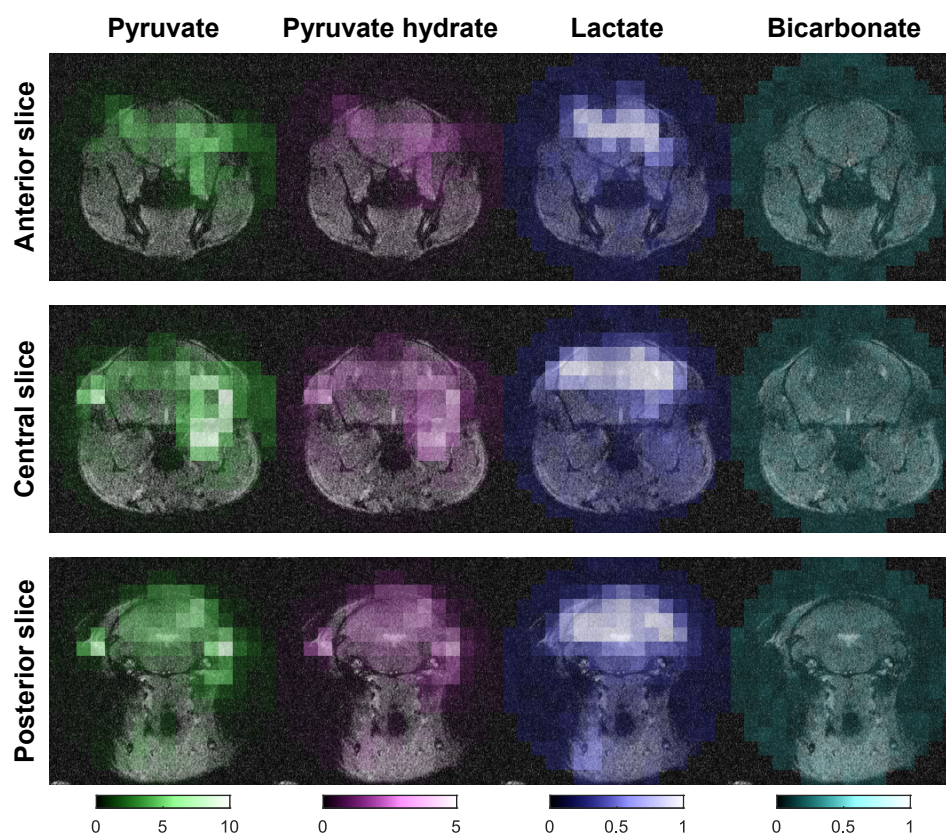 Pyruvate Pyruvate hydrate Lactate Bicarbonate
Anterior slice
Central slice
Posterior slice
0 5 10 0 5 0 0.5 1 0 0.5 1